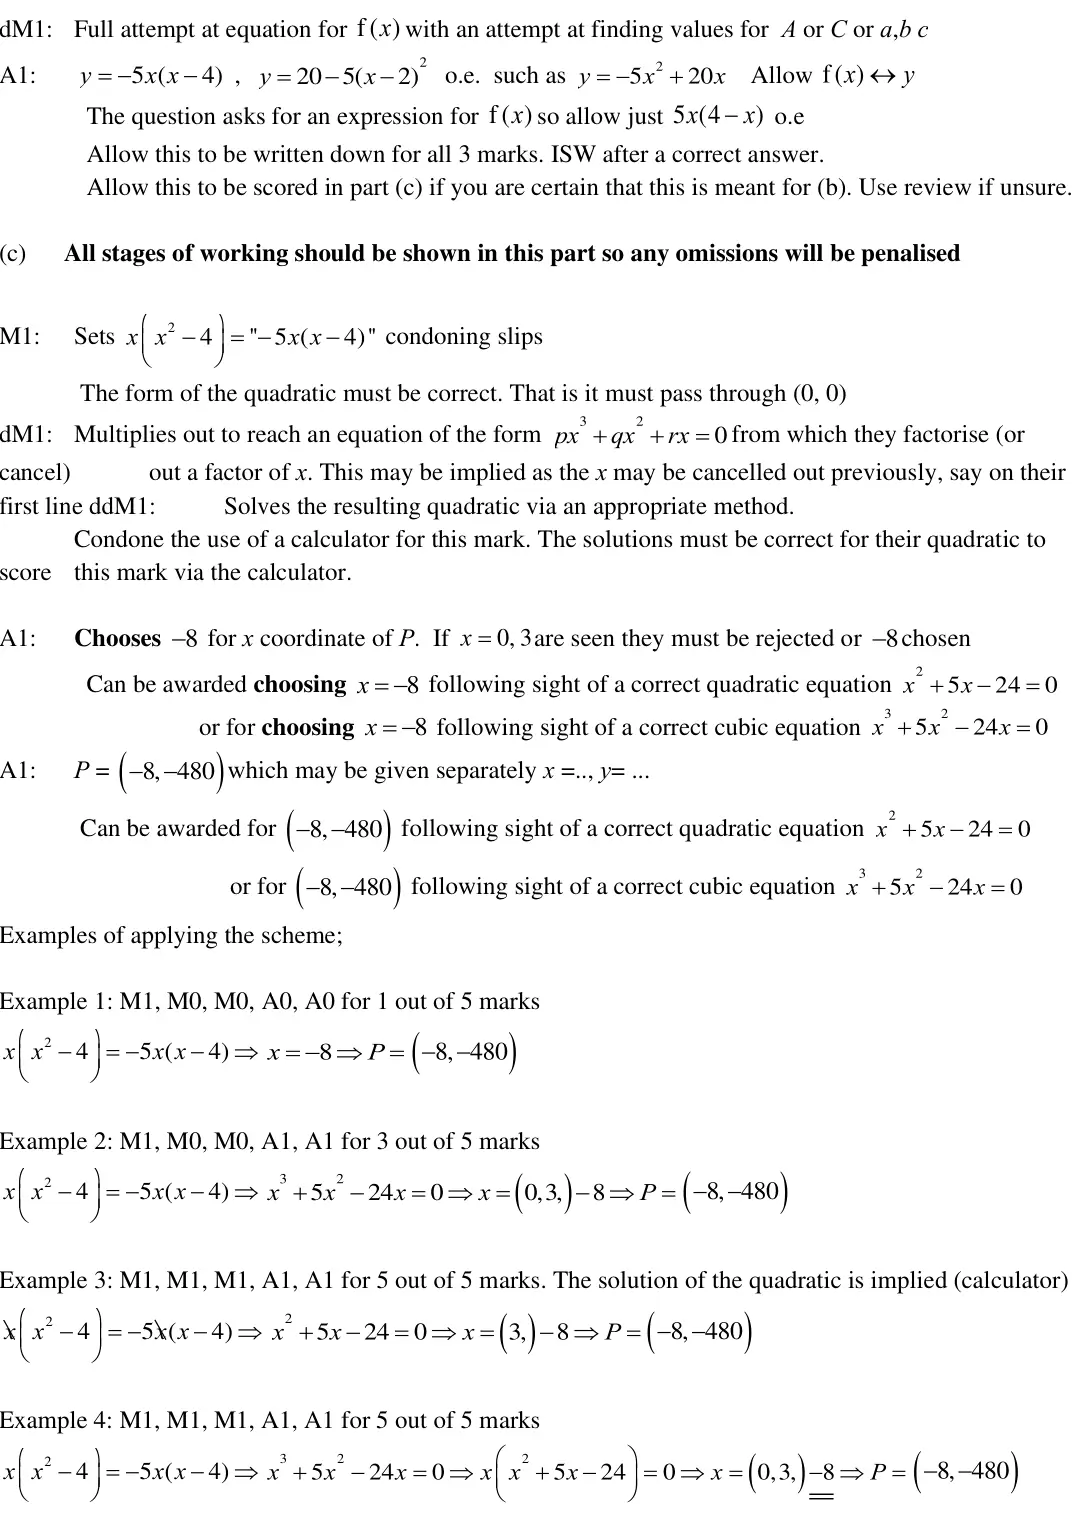 dM1: Full attempt at equation for f(x) with an attempt at finding values for A or C or a,b c
A1: y = −5x(x − 4) , y = 20 − 5(x − 2)² o.e. such as y = −5x² + 20x Allow f(x) ↔ y
The question asks for an expression for f(x) so allow just 5x(4 − x) o.e
Allow this to be written down for all 3 marks. ISW after a correct answer.
Allow this to be scored in part (c) if you are certain that this is meant for (b). Use review if unsure.
(c) All stages of working should be shown in this part so any omissions will be penalised
M1: Sets x(x² − 4) = "−5x(x − 4)" condoning slips
The form of the quadratic must be correct. That is it must pass through (0, 0)
dM1: Multiplies out to reach an equation of the form px³ + qx² + rx = 0 from which they factorise (or
cancel) out a factor of x. This may be implied as the x may be cancelled out previously, say on their
first line ddM1: Solves the resulting quadratic via an appropriate method.
Condone the use of a calculator for this mark. The solutions must be correct for their quadratic to
score this mark via the calculator.
A1: Chooses −8 for x coordinate of P. If x = 0, 3 are seen they must be rejected or −8 chosen
Can be awarded choosing x = −8 following sight of a correct quadratic equation x² + 5x − 24 = 0
or for choosing x = −8 following sight of a correct cubic equation x³ + 5x² − 24x = 0
A1: P = (−8, −480) which may be given separately x =.., y= ...
Can be awarded for (−8, −480) following sight of a correct quadratic equation x² + 5x − 24 = 0
or for (−8, −480) following sight of a correct cubic equation x³ + 5x² − 24x = 0
Examples of applying the scheme;
Example 1: M1, M0, M0, A0, A0 for 1 out of 5 marks
x(x² − 4) = −5x(x − 4) ⇒ x = −8 ⇒ P = (−8, −480)
Example 2: M1, M0, M0, A1, A1 for 3 out of 5 marks
x(x² − 4) = −5x(x − 4) ⇒ x³ + 5x² − 24x = 0 ⇒ x = (0, 3,) − 8 ⇒ P = (−8, −480)
Example 3: M1, M1, M1, A1, A1 for 5 out of 5 marks. The solution of the quadratic is implied (calculator)
x(x² − 4) = −5x(x − 4) ⇒ x² + 5x − 24 = 0 ⇒ x = (3,) − 8 ⇒ P = (−8, −480)
Example 4: M1, M1, M1, A1, A1 for 5 out of 5 marks
x(x² − 4) = −5x(x − 4) ⇒ x³ + 5x² − 24x = 0 ⇒ x(x² + 5x − 24) = 0 ⇒ x = (0, 3,) −8 ⇒ P = (−8, −480)